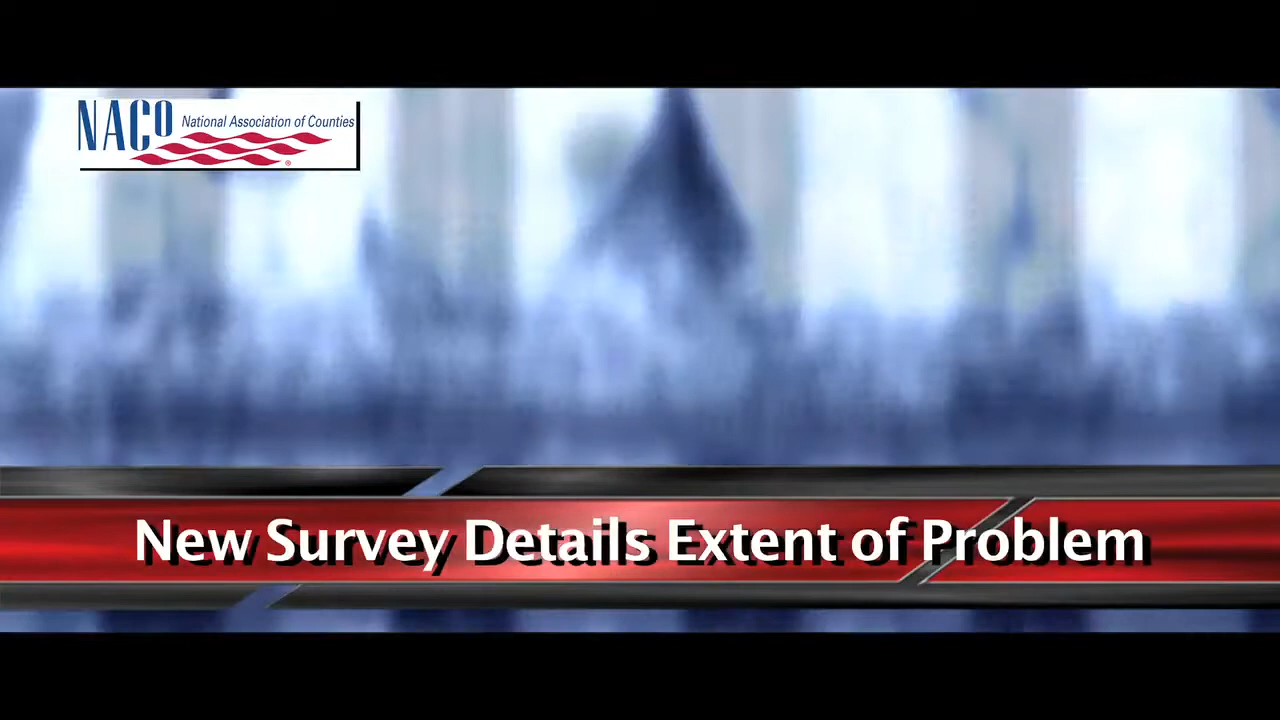 NACo National Association of Counties®
New Survey Details Extent of Problem